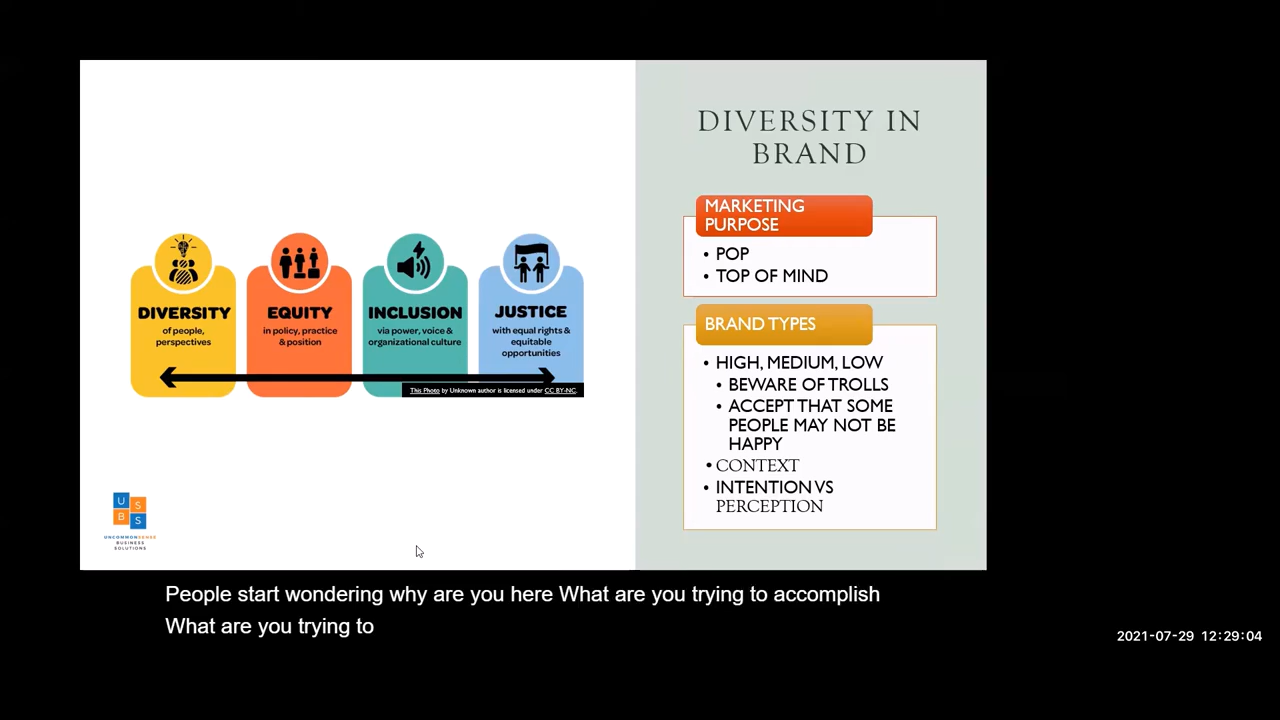 DIVERSITY
of people,
perspectives
EQUITY
in policy, practice
& position
INCLUSION
via power, voice &
organizational culture
JUSTICE
with equal rights &
equitable
opportunities
This Photo by Unknown author is licensed under CC BY-NC.
U S
B S
UNCOMMONSENSE
BUSINESS
SOLUTIONS
DIVERSITY IN
BRAND
MARKETING
PURPOSE
• POP
• TOP OF MIND
BRAND TYPES
• HIGH, MEDIUM, LOW
• BEWARE OF TROLLS
• ACCEPT THAT SOME
PEOPLE MAY NOT BE
HAPPY
• CONTEXT
• INTENTION VS
PERCEPTION
People start wondering why are you here What are you trying to accomplish
What are you trying to
2021-07-29 12:29:04